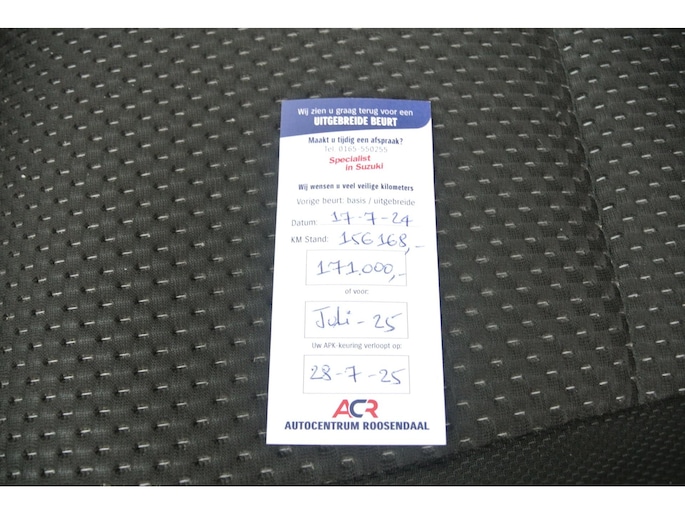 Wij zien u graag terug voor een
UITGEBREIDE BEURT
Maakt u tijdig een afspraak?
Tel. 0165-550255
Specialist
in Suzuki
Wij wensen u veel veilige kilometers
Vorige beurt: basis / uitgebreide
Datum: 17-7-24
KM Stand: 156168,-
171.000,-
of voor:
Juli - 25
Uw APK-keuring verloopt op:
28-7-25
ACR
AUTOCENTRUM ROOSENDAAL